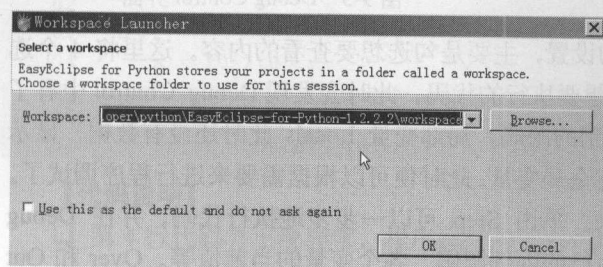 Workspace Launcher
Select a workspace
EasyEclipse for Python stores your projects in a folder called a workspace.
Choose a workspace folder to use for this session.
Workspace: oper\python\EasyEclipse-for-Python-1.2.2.2\workspace Browse...
Use this as the default and do not ask again
OK Cancel